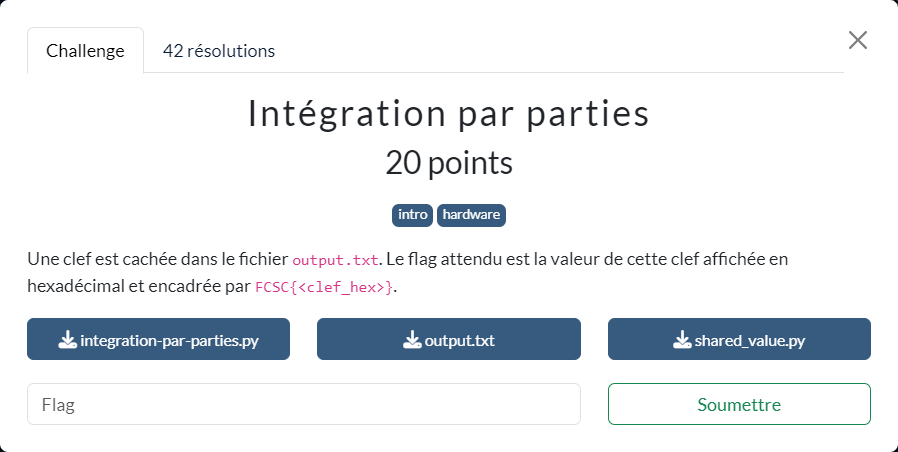 Challenge
42 résolutions
Intégration par parties
20 points
intro hardware
Une clef est cachée dans le fichier output.txt. Le flag attendu est la valeur de cette clef affichée en
hexadécimal et encadrée par FCSC{<clef_hex>}.
integration-par-parties.py
output.txt
shared_value.py
Flag
Soumettre